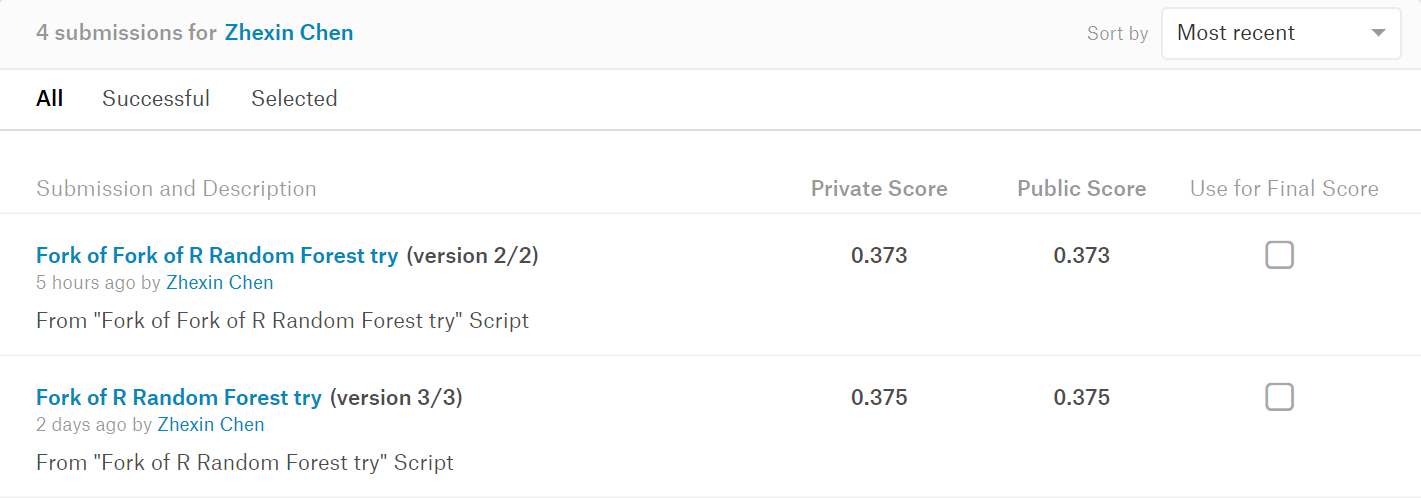 4 submissions for Zhexin Chen
Sort by Most recent
All Successful Selected
Submission and Description Private Score Public Score Use for Final Score
Fork of Fork of R Random Forest try (version 2/2) 0.373 0.373
5 hours ago by Zhexin Chen
From "Fork of Fork of R Random Forest try" Script
Fork of R Random Forest try (version 3/3) 0.375 0.375
2 days ago by Zhexin Chen
From "Fork of R Random Forest try" Script